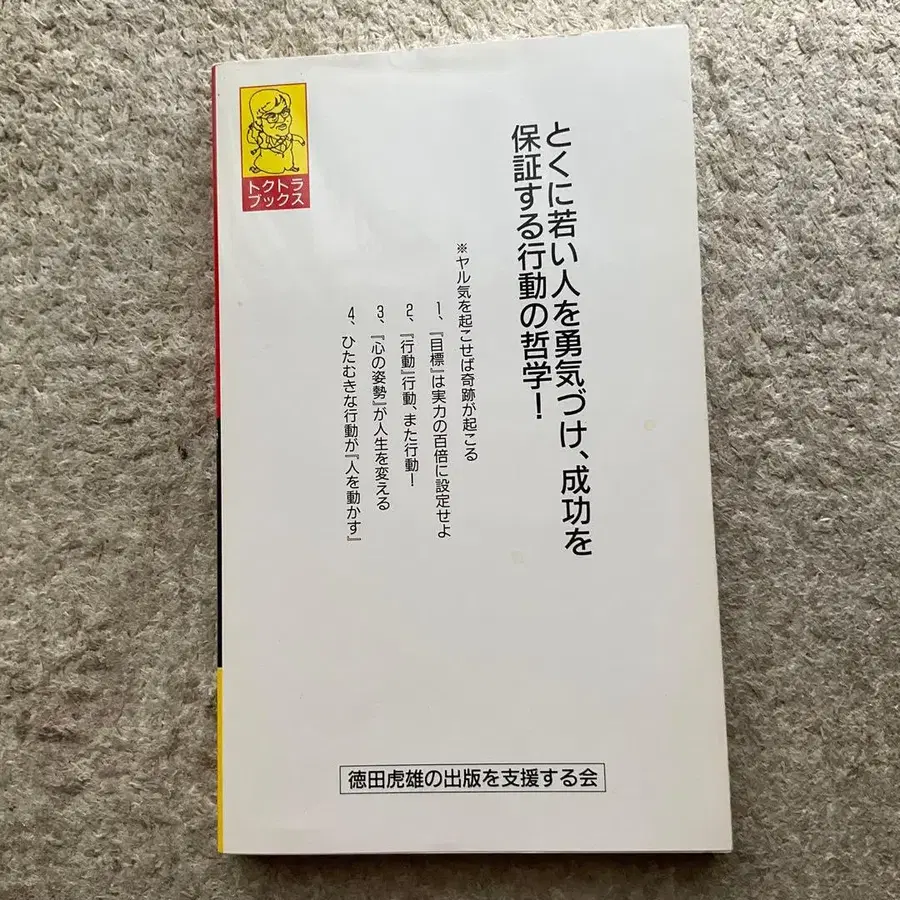 トクトラ
ブックス
とくに若い人を勇気づけ、成功を
保証する行動の哲学!
※ヤル気を起こせば奇跡が起こる
1、『目標』は実力の百倍に設定せよ
2、『行動』行動、また行動!
3、『心の姿勢』が人生を変える
4、ひたむきな行動が『人を動かす』
徳田虎雄の出版を支援する会